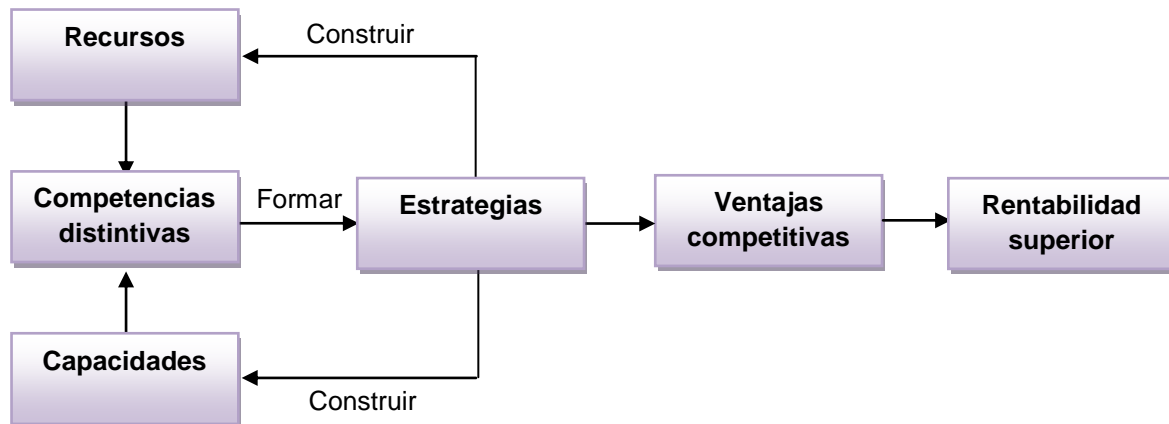 Recursos
Construir
Competencias
distintivas
Formar
Estrategias
Ventajas
competitivas
Rentabilidad
superior
Capacidades
Construir